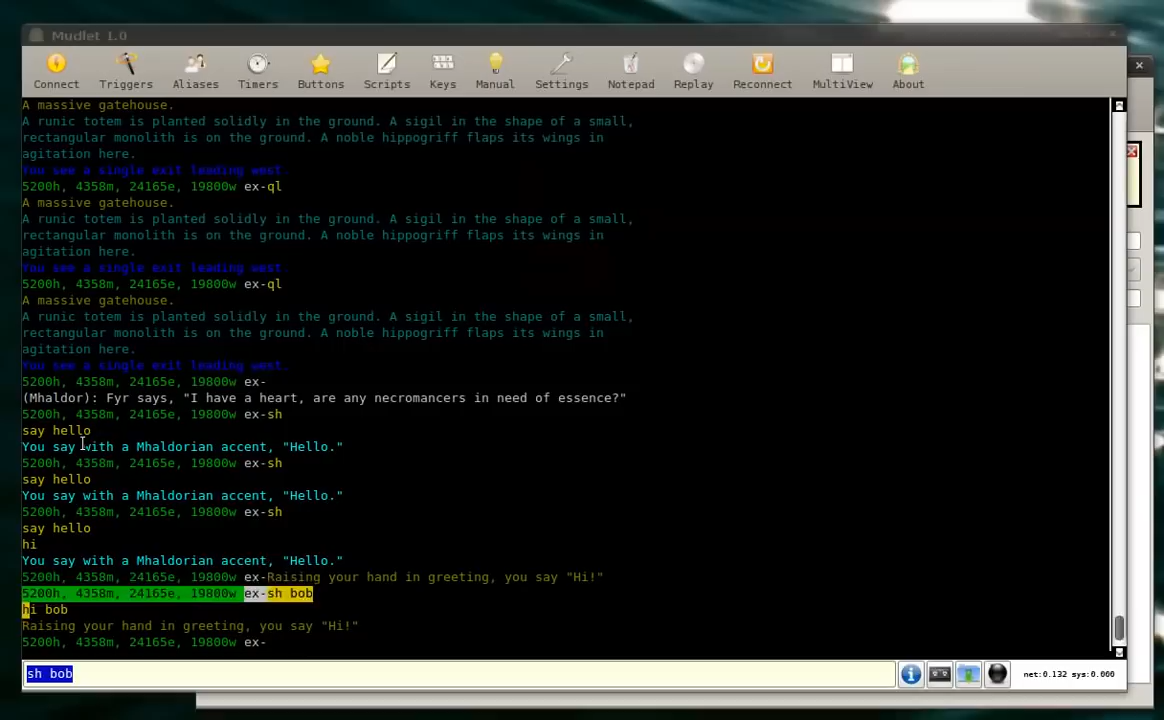 Mudlet 1.0
Connect Triggers Aliases Timers Buttons Scripts Keys Manual Settings Notepad Replay Reconnect MultiView About
A massive gatehouse.
A runic totem is planted solidly in the ground. A sigil in the shape of a small,
rectangular monolith is on the ground. A noble hippogriff flaps its wings in
agitation here.
You see a single exit leading west.
5200h, 4358m, 24165e, 19800w ex-ql
A massive gatehouse.
A runic totem is planted solidly in the ground. A sigil in the shape of a small,
rectangular monolith is on the ground. A noble hippogriff flaps its wings in
agitation here.
You see a single exit leading west.
5200h, 4358m, 24165e, 19800w ex-ql
A massive gatehouse.
A runic totem is planted solidly in the ground. A sigil in the shape of a small,
rectangular monolith is on the ground. A noble hippogriff flaps its wings in
agitation here.
You see a single exit leading west.
5200h, 4358m, 24165e, 19800w ex-
(Mhaldor): Fyr says, "I have a heart, are any necromancers in need of essence?"
5200h, 4358m, 24165e, 19800w ex-sh
say hello
You say with a Mhaldorian accent, "Hello."
5200h, 4358m, 24165e, 19800w ex-sh
say hello
You say with a Mhaldorian accent, "Hello."
5200h, 4358m, 24165e, 19800w ex-sh
say hello
hi
You say with a Mhaldorian accent, "Hello."
5200h, 4358m, 24165e, 19800w ex-Raising your hand in greeting, you say "Hi!"
5200h, 4358m, 24165e, 19800w ex-sh bob
hi bob
Raising your hand in greeting, you say "Hi!"
5200h, 4358m, 24165e, 19800w ex-
sh bob
net:0.132 sys:0.000